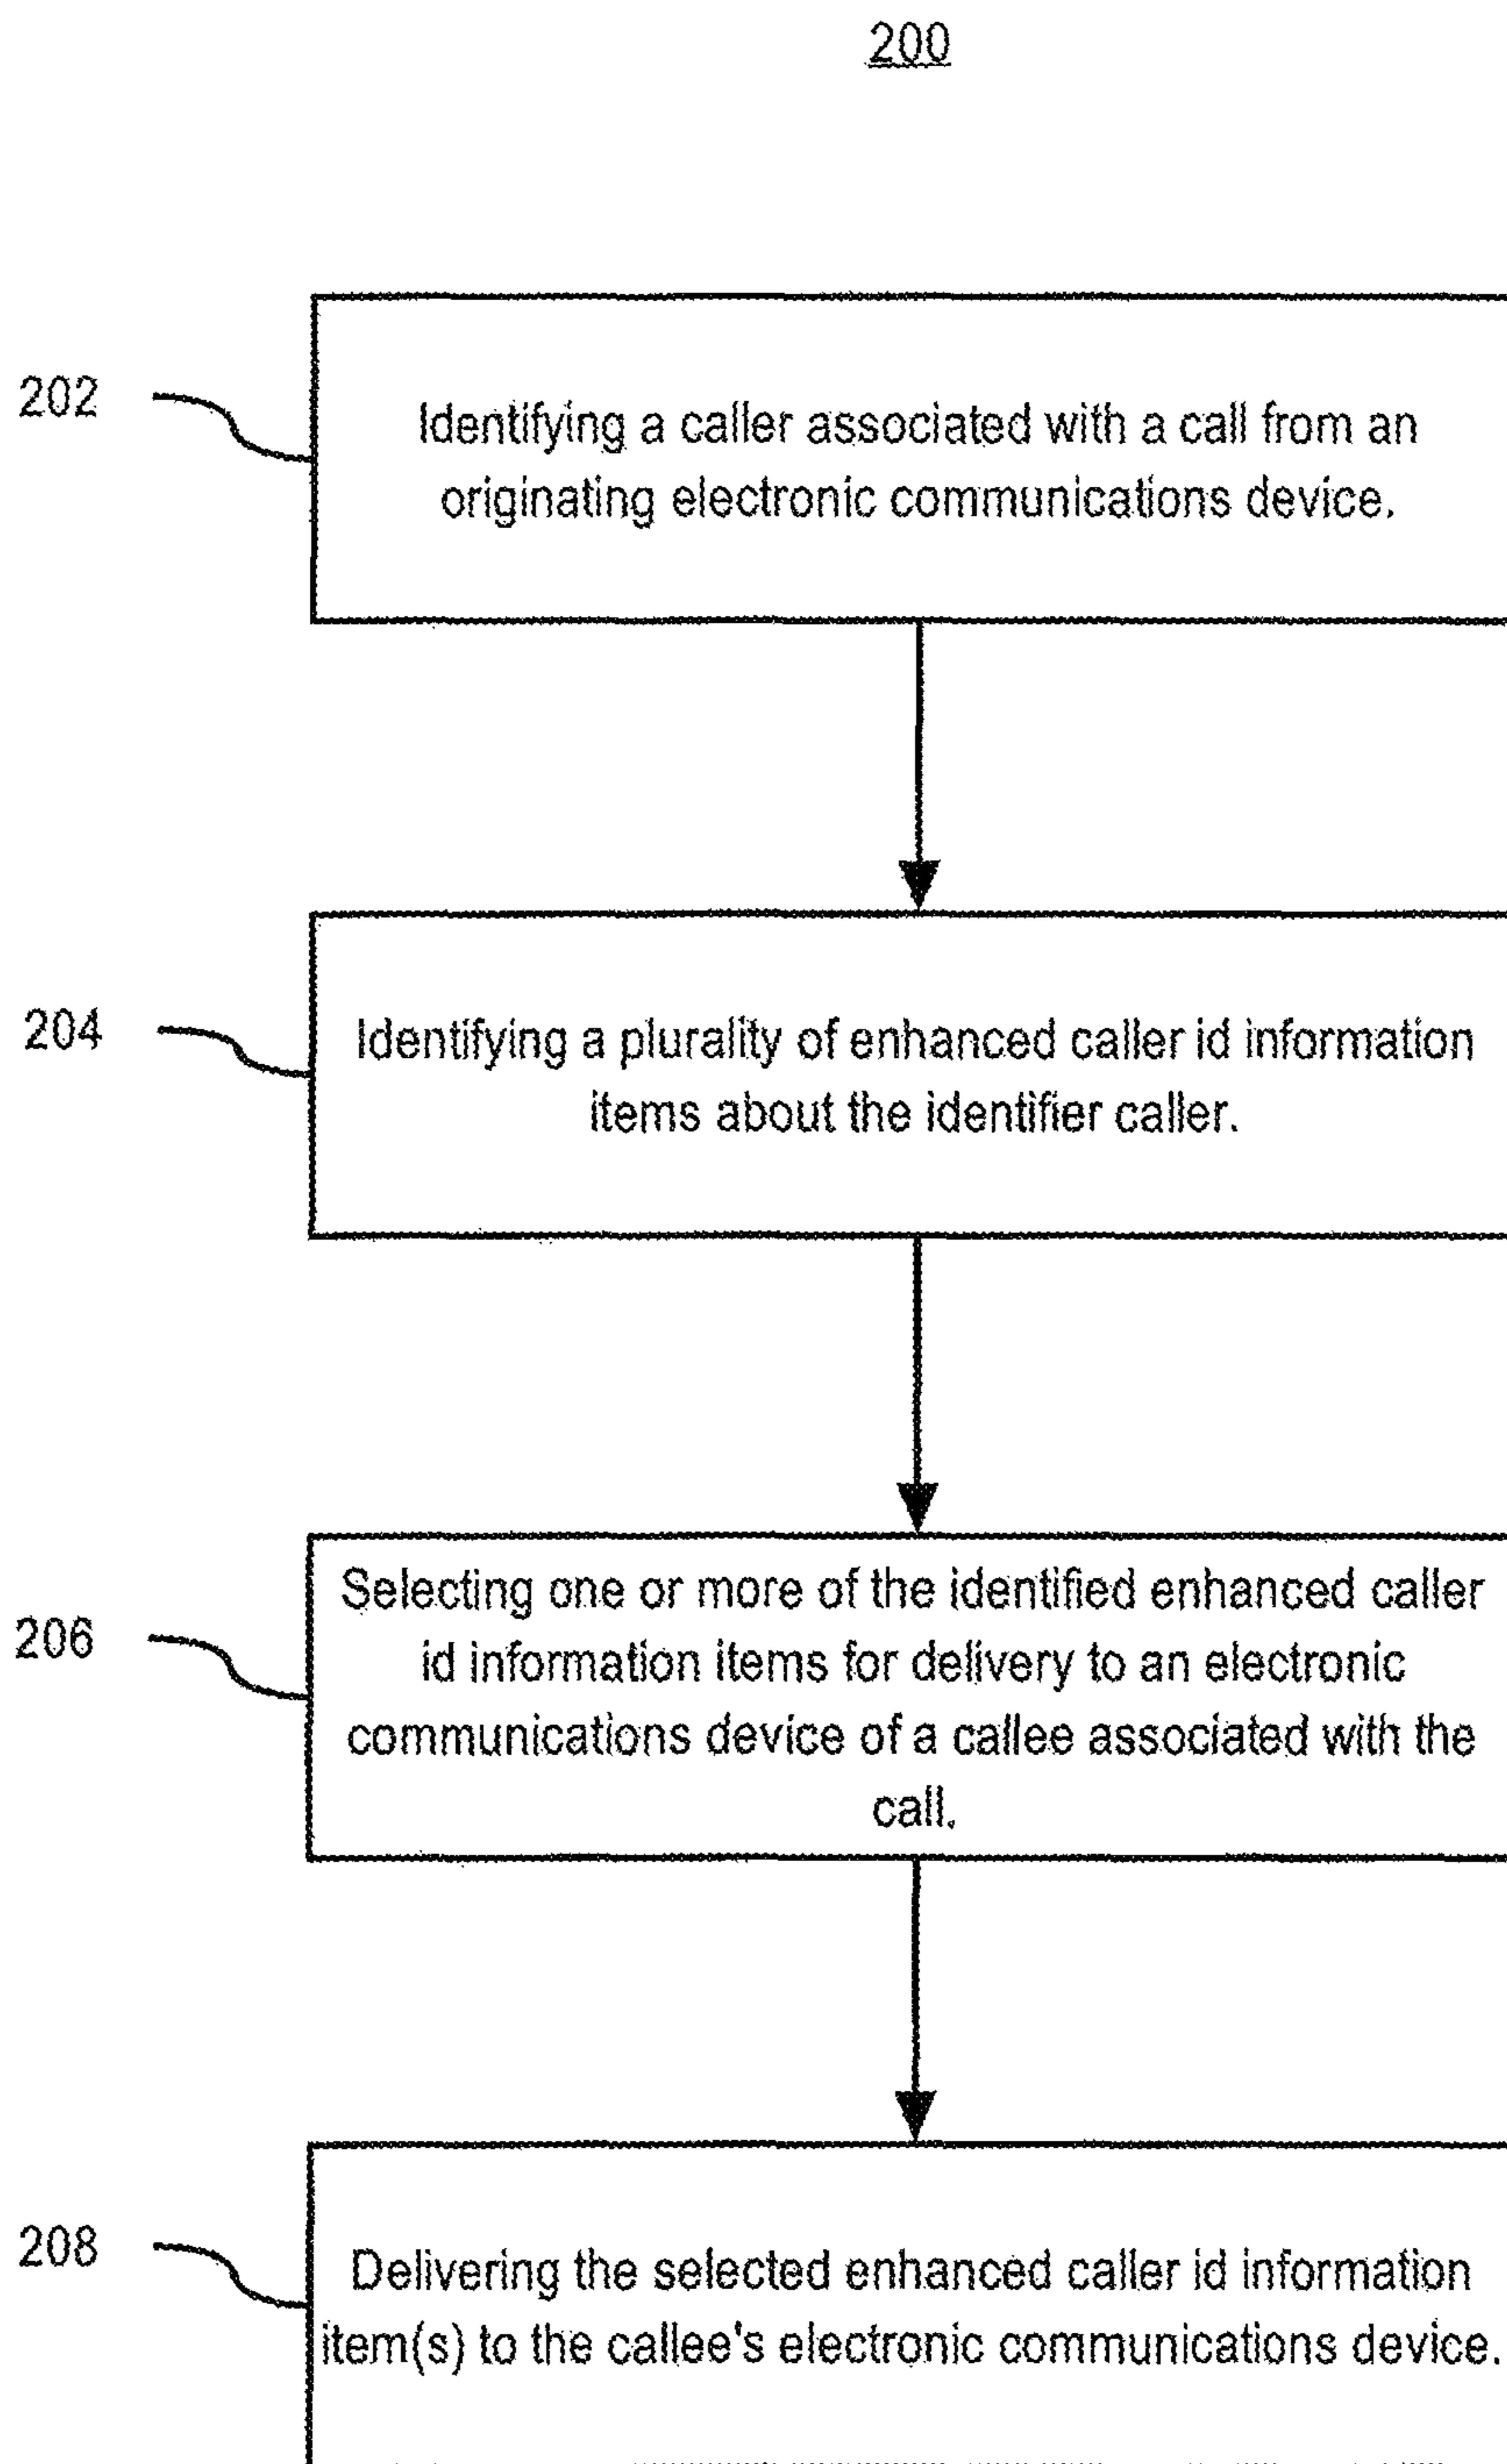 200
202
Identifying a caller associated with a call from an
originating electronic communications device.
204
Identifying a plurality of enhanced caller id information
items about the identifier caller.
206
Selecting one or more of the identified enhanced caller
id information items for delivery to an electronic
communications device of a callee associated with the
call.
208
Delivering the selected enhanced caller id information
item(s) to the callee's electronic communications device.